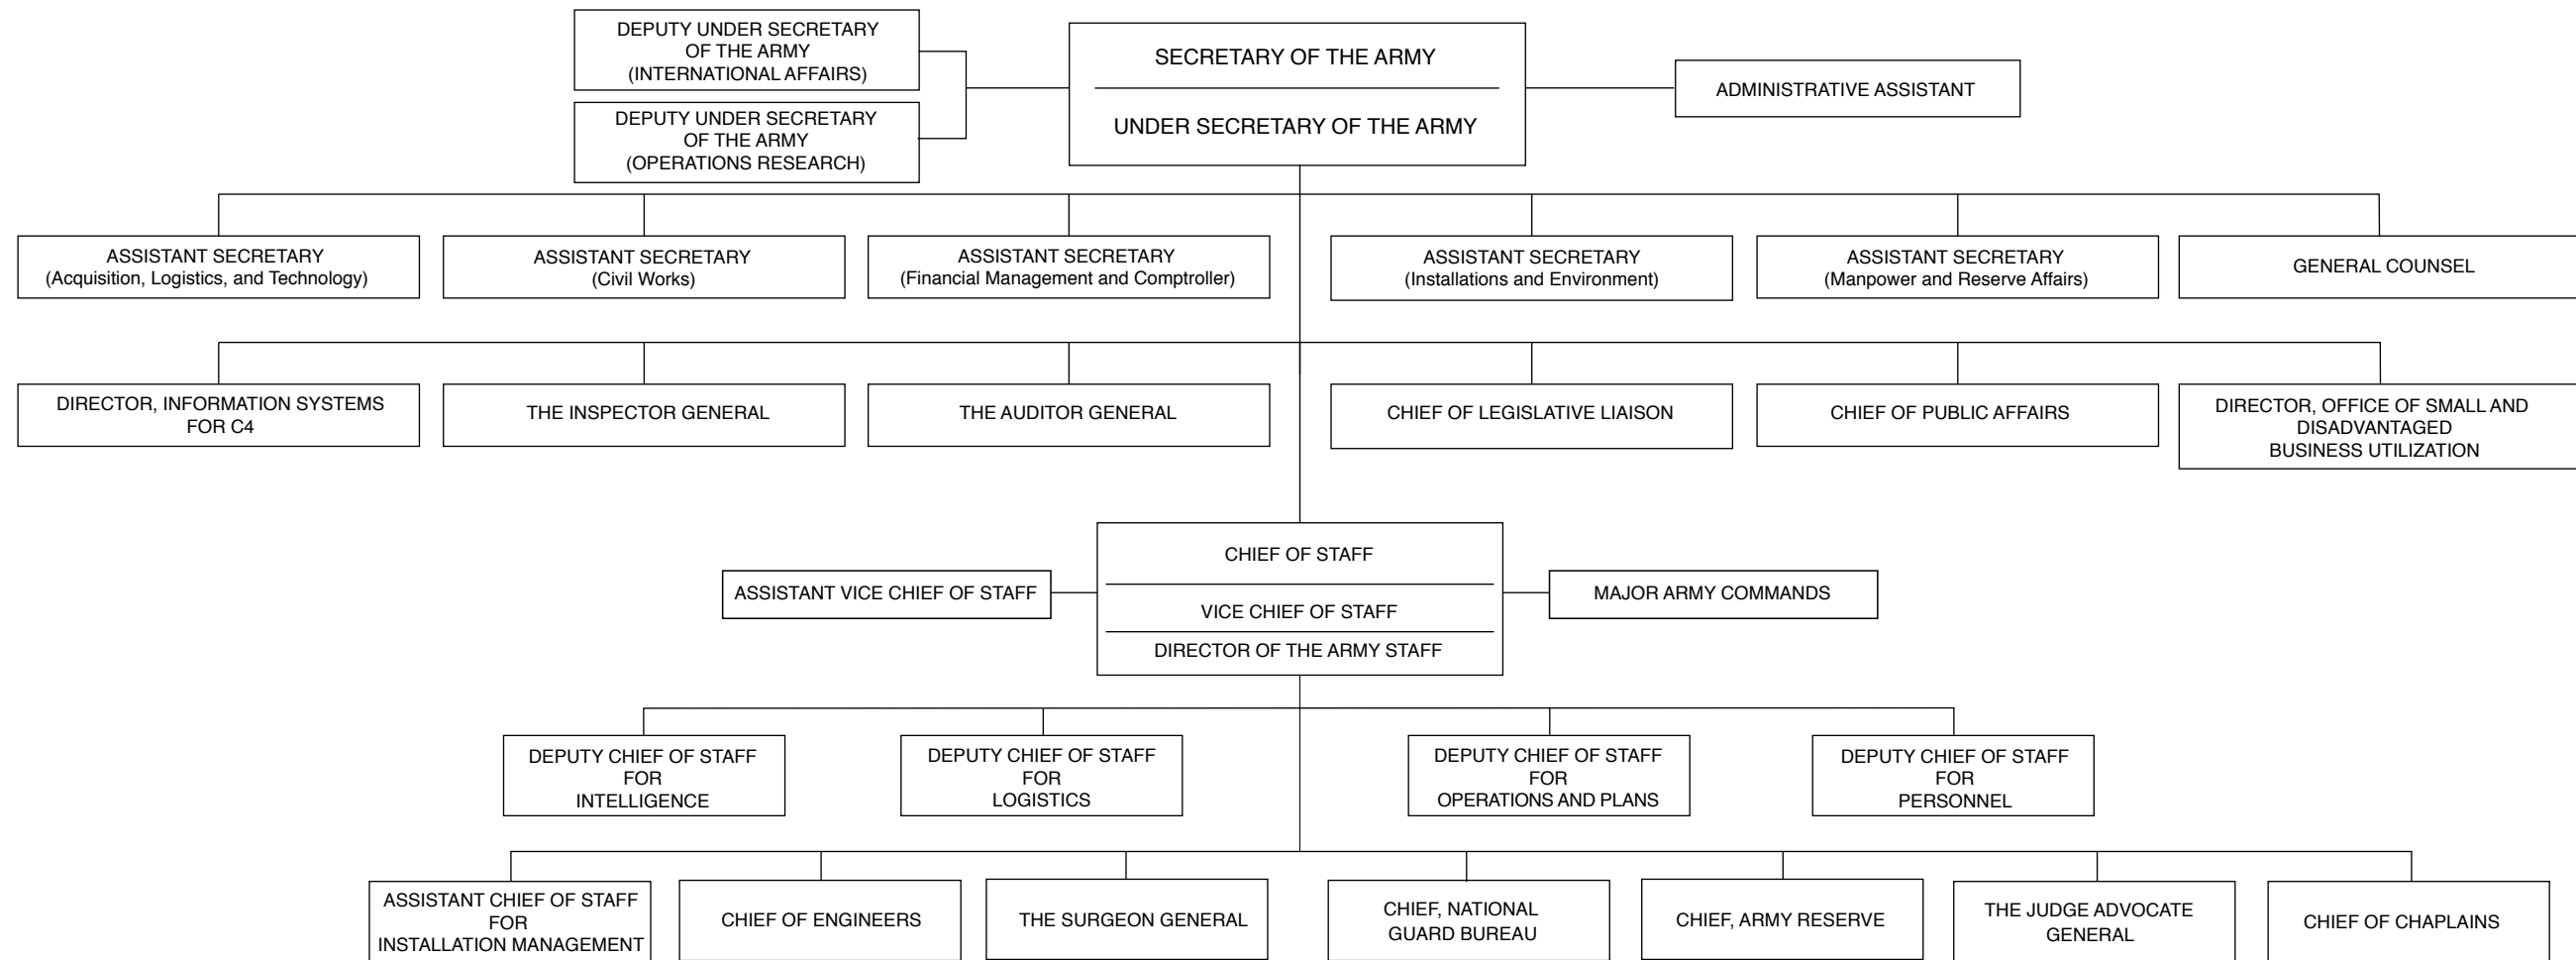 DEPUTY UNDER SECRETARY
OF THE ARMY
(INTERNATIONAL AFFAIRS)
DEPUTY UNDER SECRETARY
OF THE ARMY
(OPERATIONS RESEARCH)
SECRETARY OF THE ARMY
UNDER SECRETARY OF THE ARMY
ADMINISTRATIVE ASSISTANT
ASSISTANT SECRETARY
(Acquisition, Logistics, and Technology)
ASSISTANT SECRETARY
(Civil Works)
ASSISTANT SECRETARY
(Financial Management and Comptroller)
ASSISTANT SECRETARY
(Installations and Environment)
ASSISTANT SECRETARY
(Manpower and Reserve Affairs)
GENERAL COUNSEL
DIRECTOR, INFORMATION SYSTEMS
FOR C4
THE INSPECTOR GENERAL
THE AUDITOR GENERAL
CHIEF OF LEGISLATIVE LIAISON
CHIEF OF PUBLIC AFFAIRS
DIRECTOR, OFFICE OF SMALL AND
DISADVANTAGED
BUSINESS UTILIZATION
CHIEF OF STAFF
VICE CHIEF OF STAFF
DIRECTOR OF THE ARMY STAFF
ASSISTANT VICE CHIEF OF STAFF
MAJOR ARMY COMMANDS
DEPUTY CHIEF OF STAFF
FOR
INTELLIGENCE
DEPUTY CHIEF OF STAFF
FOR
LOGISTICS
DEPUTY CHIEF OF STAFF
FOR
OPERATIONS AND PLANS
DEPUTY CHIEF OF STAFF
FOR
PERSONNEL
ASSISTANT CHIEF OF STAFF
FOR
INSTALLATION MANAGEMENT
CHIEF OF ENGINEERS
THE SURGEON GENERAL
CHIEF, NATIONAL
GUARD BUREAU
CHIEF, ARMY RESERVE
THE JUDGE ADVOCATE
GENERAL
CHIEF OF CHAPLAINS